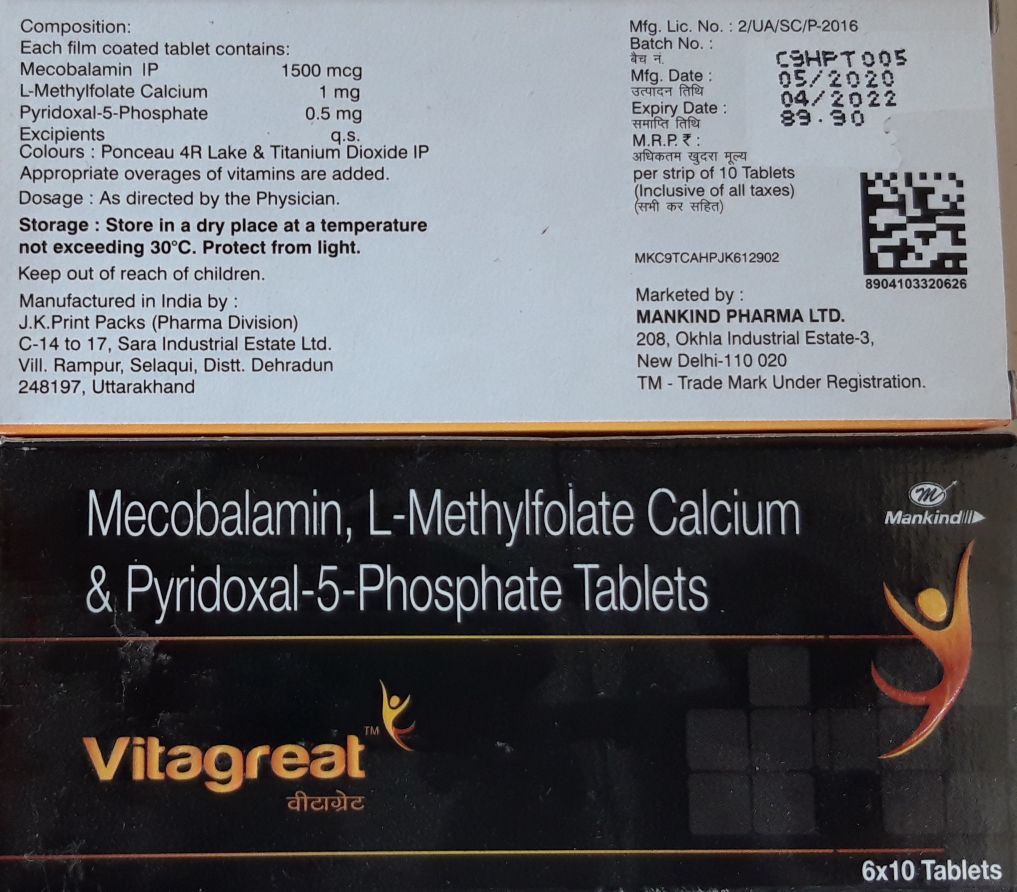 Composition:
Each film coated tablet contains:
Mecobalamin IP 1500 mcg
L-Methylfolate Calcium 1 mg
Pyridoxal-5-Phosphate 0.5 mg
Excipients q.s.
Colours : Ponceau 4R Lake & Titanium Dioxide IP
Appropriate overages of vitamins are added.
Dosage : As directed by the Physician.
Storage : Store in a dry place at a temperature
not exceeding 30°C. Protect from light.
Keep out of reach of children.
Manufactured in India by :
J.K.Print Packs (Pharma Division)
C-14 to 17, Sara Industrial Estate Ltd.
Vill. Rampur, Selaqui, Distt. Dehradun
248197, Uttarakhand
Mfg. Lic. No. : 2/UA/SC/P-2016
Batch No. : C9HPT005
बैच नं.
Mfg. Date : 05/2020
उत्पादन तिथि
Expiry Date : 04/2022
समाप्ति तिथि
M.R.P. ₹ : 89.90
अधिकतम खुदरा मूल्य
per strip of 10 Tablets
(Inclusive of all taxes)
(सभी कर सहित)
MKC9TCAHPJK612902
8904103320626
Marketed by :
MANKIND PHARMA LTD.
208, Okhla Industrial Estate-3,
New Delhi-110 020
TM - Trade Mark Under Registration.
Mecobalamin, L-Methylfolate Calcium
& Pyridoxal-5-Phosphate Tablets
m
Mankind
Vitagreat TM
वीटाग्रेट
6x10 Tablets